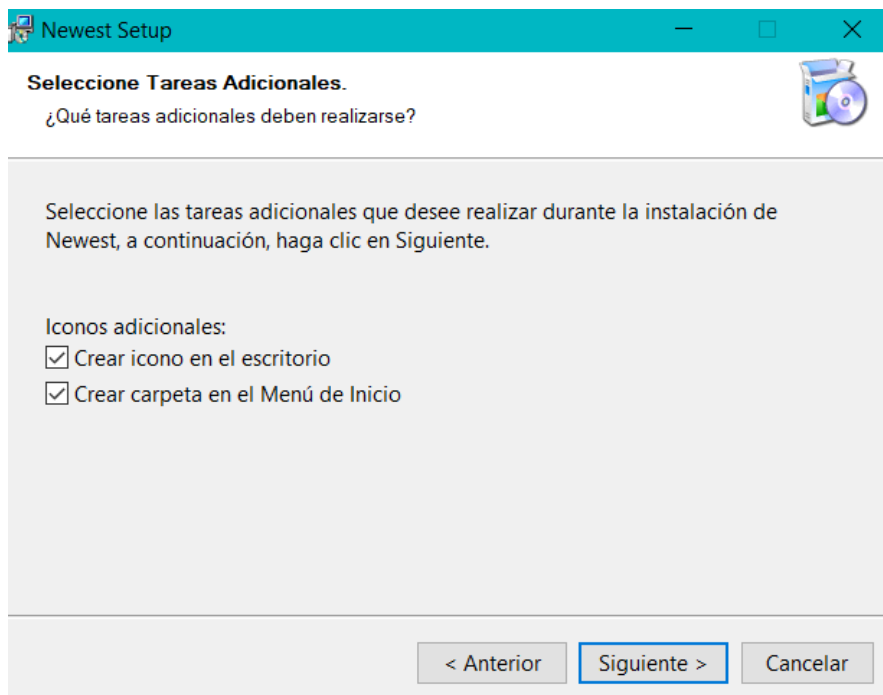 Newest Setup
Seleccione Tareas Adicionales.
¿Qué tareas adicionales deben realizarse?
Seleccione las tareas adicionales que desee realizar durante la instalación de
Newest, a continuación, haga clic en Siguiente.
Iconos adicionales:
Crear icono en el escritorio
Crear carpeta en el Menú de Inicio
< Anterior
Siguiente >
Cancelar